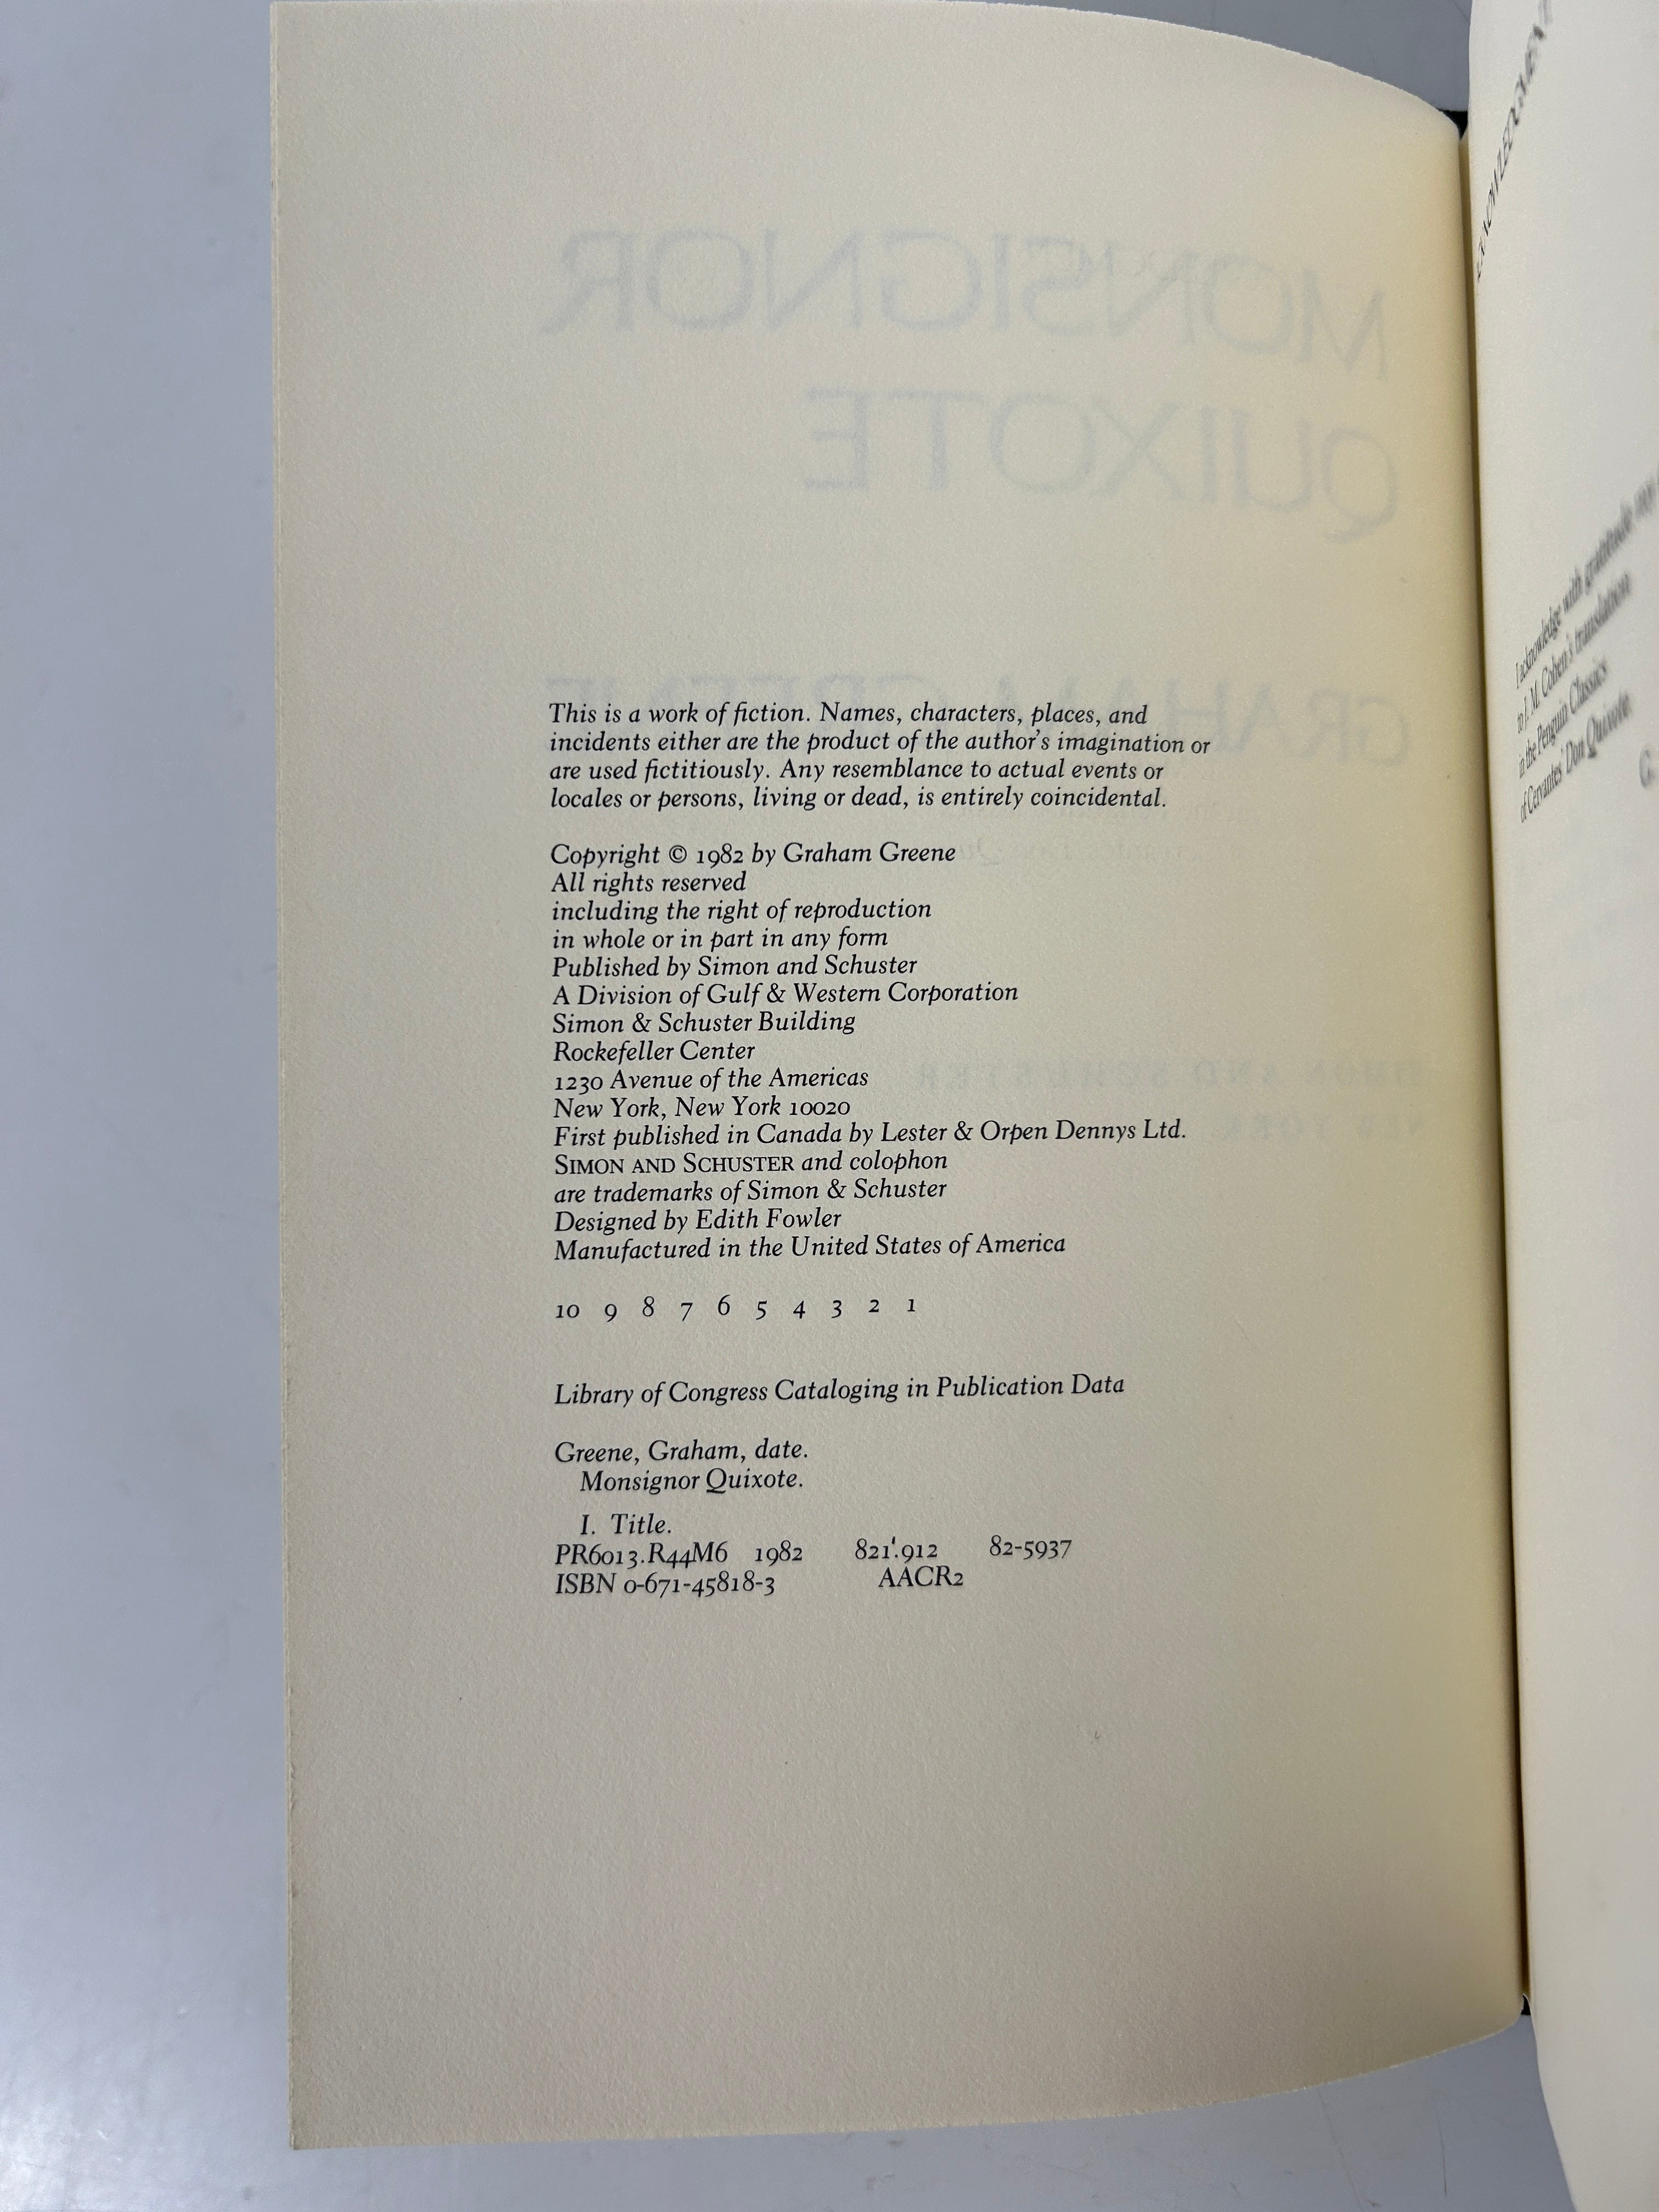 This is a work of fiction. Names, characters, places, and
incidents either are the product of the author's imagination or
are used fictitiously. Any resemblance to actual events or
locales or persons, living or dead, is entirely coincidental.
Copyright © 1982 by Graham Greene
All rights reserved
including the right of reproduction
in whole or in part in any form
Published by Simon and Schuster
A Division of Gulf & Western Corporation
Simon & Schuster Building
Rockefeller Center
1230 Avenue of the Americas
New York, New York 10020
First published in Canada by Lester & Orpen Dennys Ltd.
SIMON AND SCHUSTER and colophon
are trademarks of Simon & Schuster
Designed by Edith Fowler
Manufactured in the United States of America
10 9 8 7 6 5 4 3 2 1
Library of Congress Cataloging in Publication Data
Greene, Graham, date.
Monsignor Quixote.
I. Title.
PR6013.R44M6 1982 821'.912 82-5937
ISBN 0-671-45818-3 AACR2
MONSIGNOR
QUIXOTE
GRAHAM GREENE
I acknowledge with gratitude my
to J. M. Cohen's translation
in the Penguin Classics
of Cervantes' Don Quixote.
G.